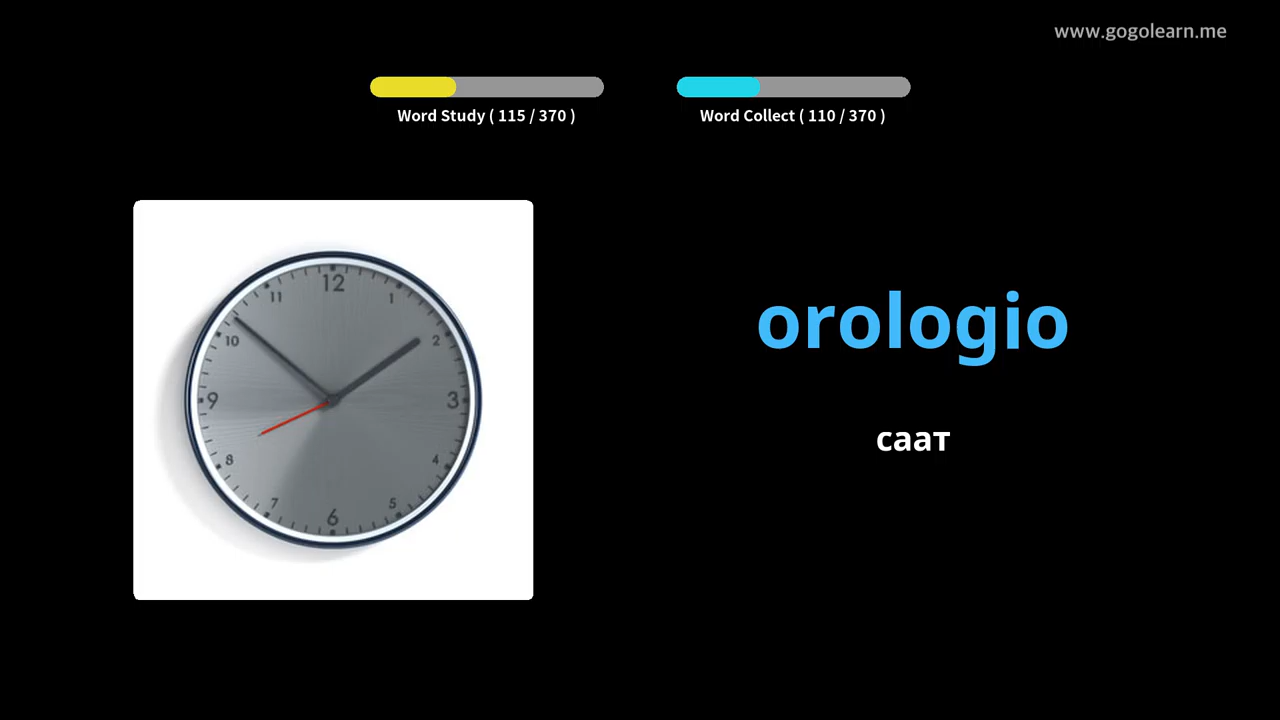 www.gogolearn.me
Word Study ( 115 / 370 )
Word Collect ( 110 / 370 )
12
11
1
10
2
9
3
8
4
7
5
6
orologio
саат